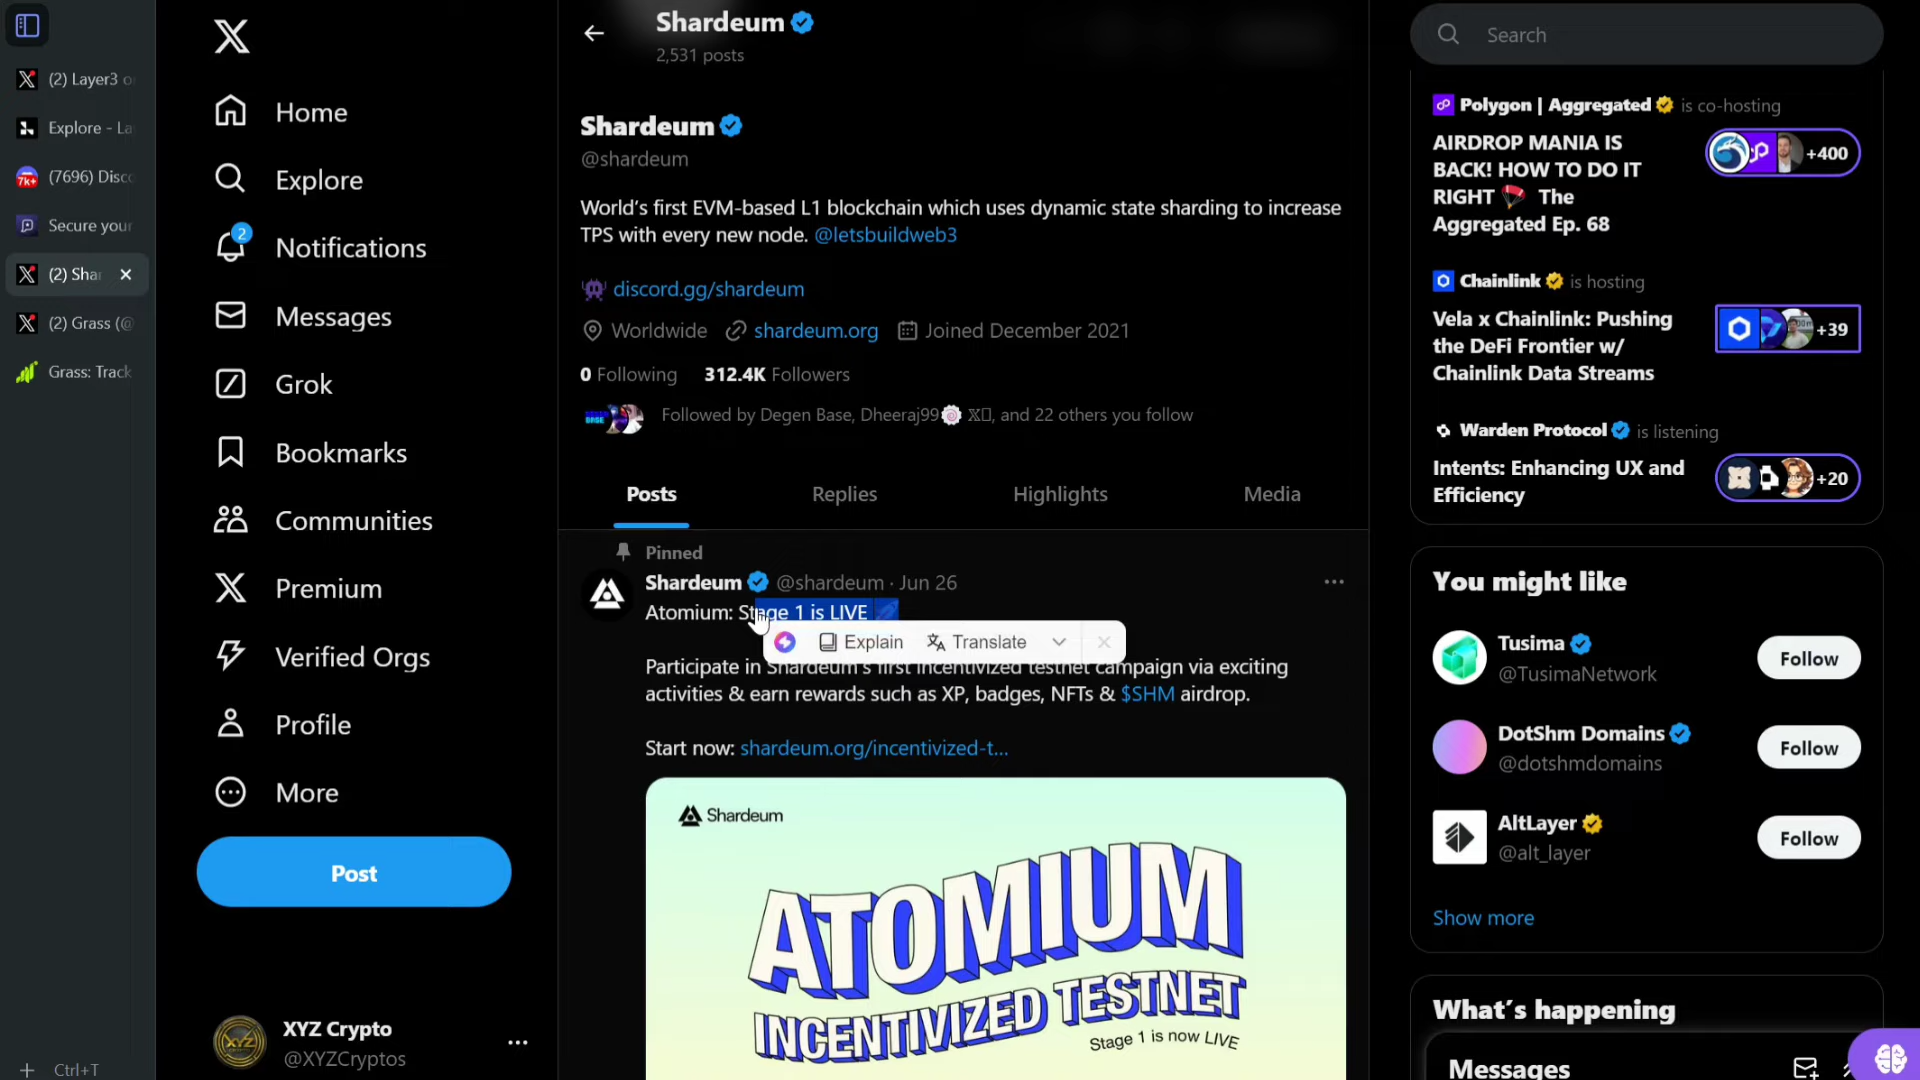 (2) Layer3 o
Explore - La
(7696) Disco
Secure your
(2) Shar
(2) Grass (@
Grass: Track
Ctrl+T
Home
Explore
2
Notifications
Messages
Grok
Bookmarks
Communities
Premium
Verified Orgs
Profile
More
Post
XYZ Crypto
@XYZCryptos
Shardeum
2,531 posts
Shardeum
@shardeum
World's first EVM-based L1 blockchain which uses dynamic state sharding to increase
TPS with every new node. @letsbuildweb3
discord.gg/shardeum
Worldwide shardeum.org Joined December 2021
0 Following 312.4K Followers
Followed by Degen Base, Dheeraj99 , and 22 others you follow
Posts Replies Highlights Media
Pinned
Shardeum @shardeum · Jun 26
Atomium: Stage 1 is LIVE
Explain Translate
Participate in Shardeum's first incentivized testnet campaign via exciting
activities & earn rewards such as XP, badges, NFTs & $SHM airdrop.
Start now: shardeum.org/incentivized-t...
Shardeum
ATOMIUM
INCENTIVIZED TESTNET
Stage 1 is now LIVE
Search
Polygon | Aggregated is co-hosting
AIRDROP MANIA IS
BACK! HOW TO DO IT
RIGHT The
Aggregated Ep. 68
+400
Chainlink is hosting
Vela x Chainlink: Pushing
the DeFi Frontier w/
Chainlink Data Streams
+39
Warden Protocol is listening
Intents: Enhancing UX and
Efficiency
+20
You might like
Tusima
@TusimaNetwork
Follow
DotShm Domains
@dotshmdomains
Follow
AltLayer
@alt_layer
Follow
Show more
What's happening
Messages